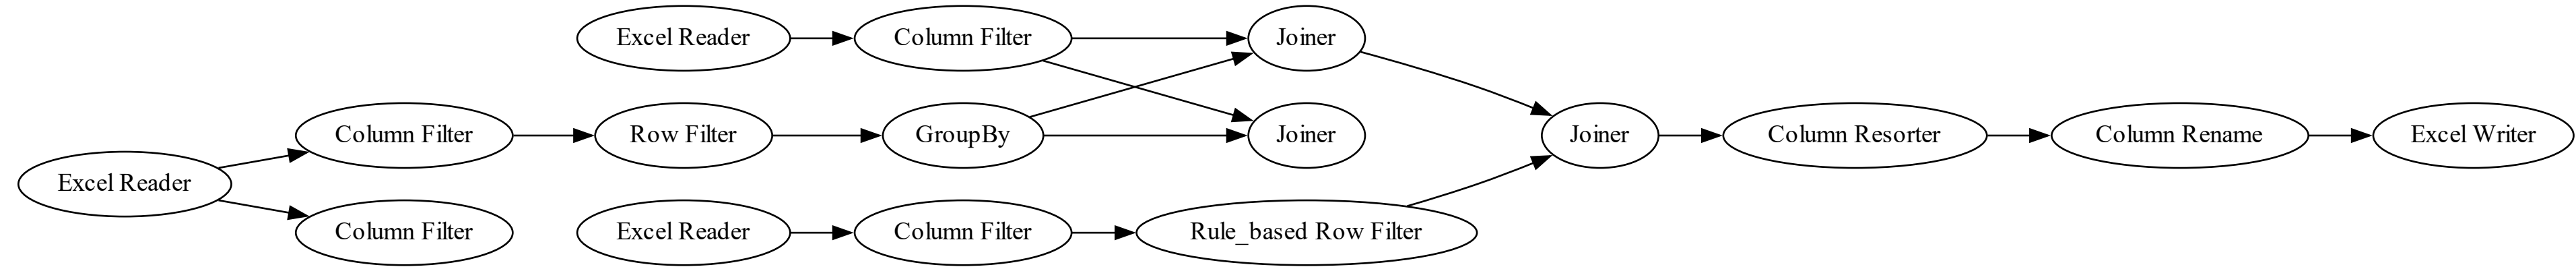 Excel Reader
Column Filter
Joiner
Column Filter
Row Filter
GroupBy
Joiner
Joiner
Column Resorter
Column Rename
Excel Writer
Excel Reader
Column Filter
Excel Reader
Column Filter
Rule_based Row Filter